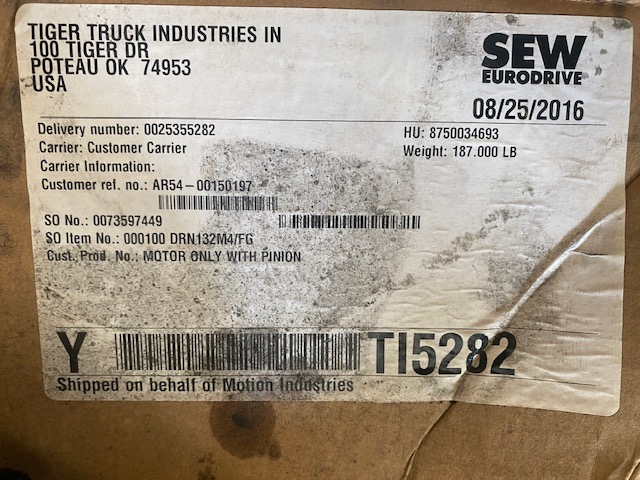 TIGER TRUCK INDUSTRIES IN
100 TIGER DR
POTEAU OK 74953
USA
SEW
EURODRIVE
08/25/2016
Delivery number: 0025355282
HU: 8750034693
Carrier: Customer Carrier
Weight: 187.000 LB
Carrier Information:
Customer ref. no.: AR54-00150197
SO No.: 0073597449
SO Item No.: 000100 DRN132M4/FG
Cust. Prod. No.: MOTOR ONLY WITH PINION
Y
TI5282
Shipped on behalf of Motion Industries